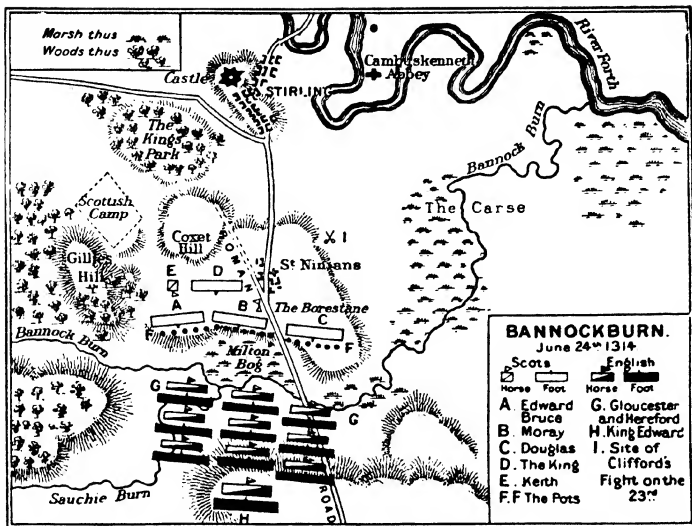 Marsh thus
Woods thus
Castle
STIRLING
Cambuskenneth
Abbey
River Forth
The Kings
Park
Bannock Burn
Scottish
Camp
The Carse
Coxet
Hill
Gillies
Hill
ROMAN
I
St Ninians
E
D
A
B
The Borestane
C
F
F
Bannock Burn
Milton
Bog
G
G
Sauchie Burn
H
ROAD
BANNOCKBURN.
June 24th 1314
Scots English
Horse Foot Horse Foot
A. Edward Bruce
B. Moray
C. Douglas
D. The King
E. Keith
F.F The Pots
G. Gloucester and Hereford
H. King Edward
I. Site of Clifford's Fight on the 23rd